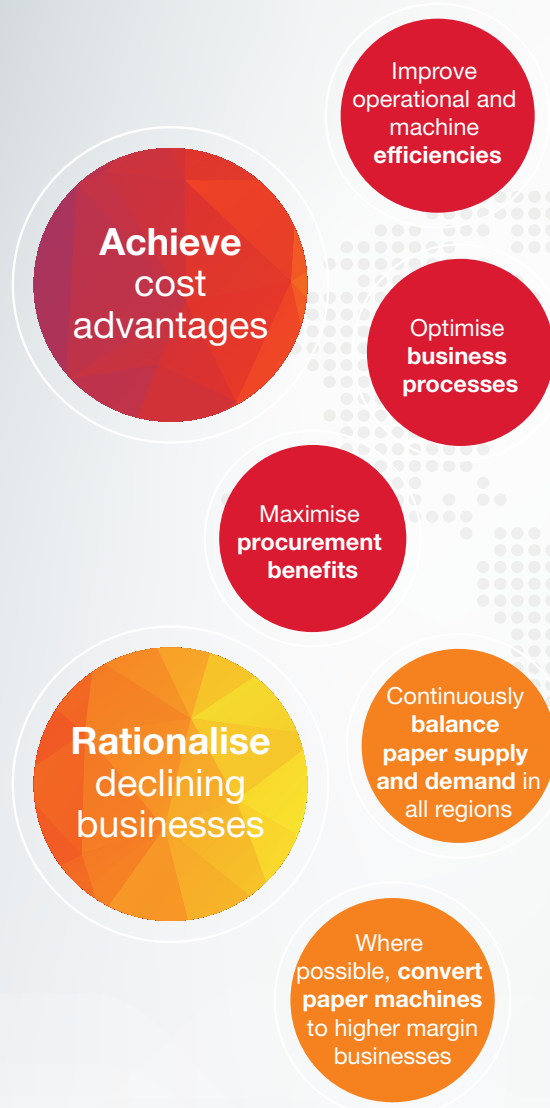 Achieve
cost
advantages
Improve
operational and
machine
efficiencies
Optimise
business
processes
Maximise
procurement
benefits
Rationalise
declining
businesses
Continuously
balance
paper supply
and demand in
all regions
Where
possible, convert
paper machines
to higher margin
businesses